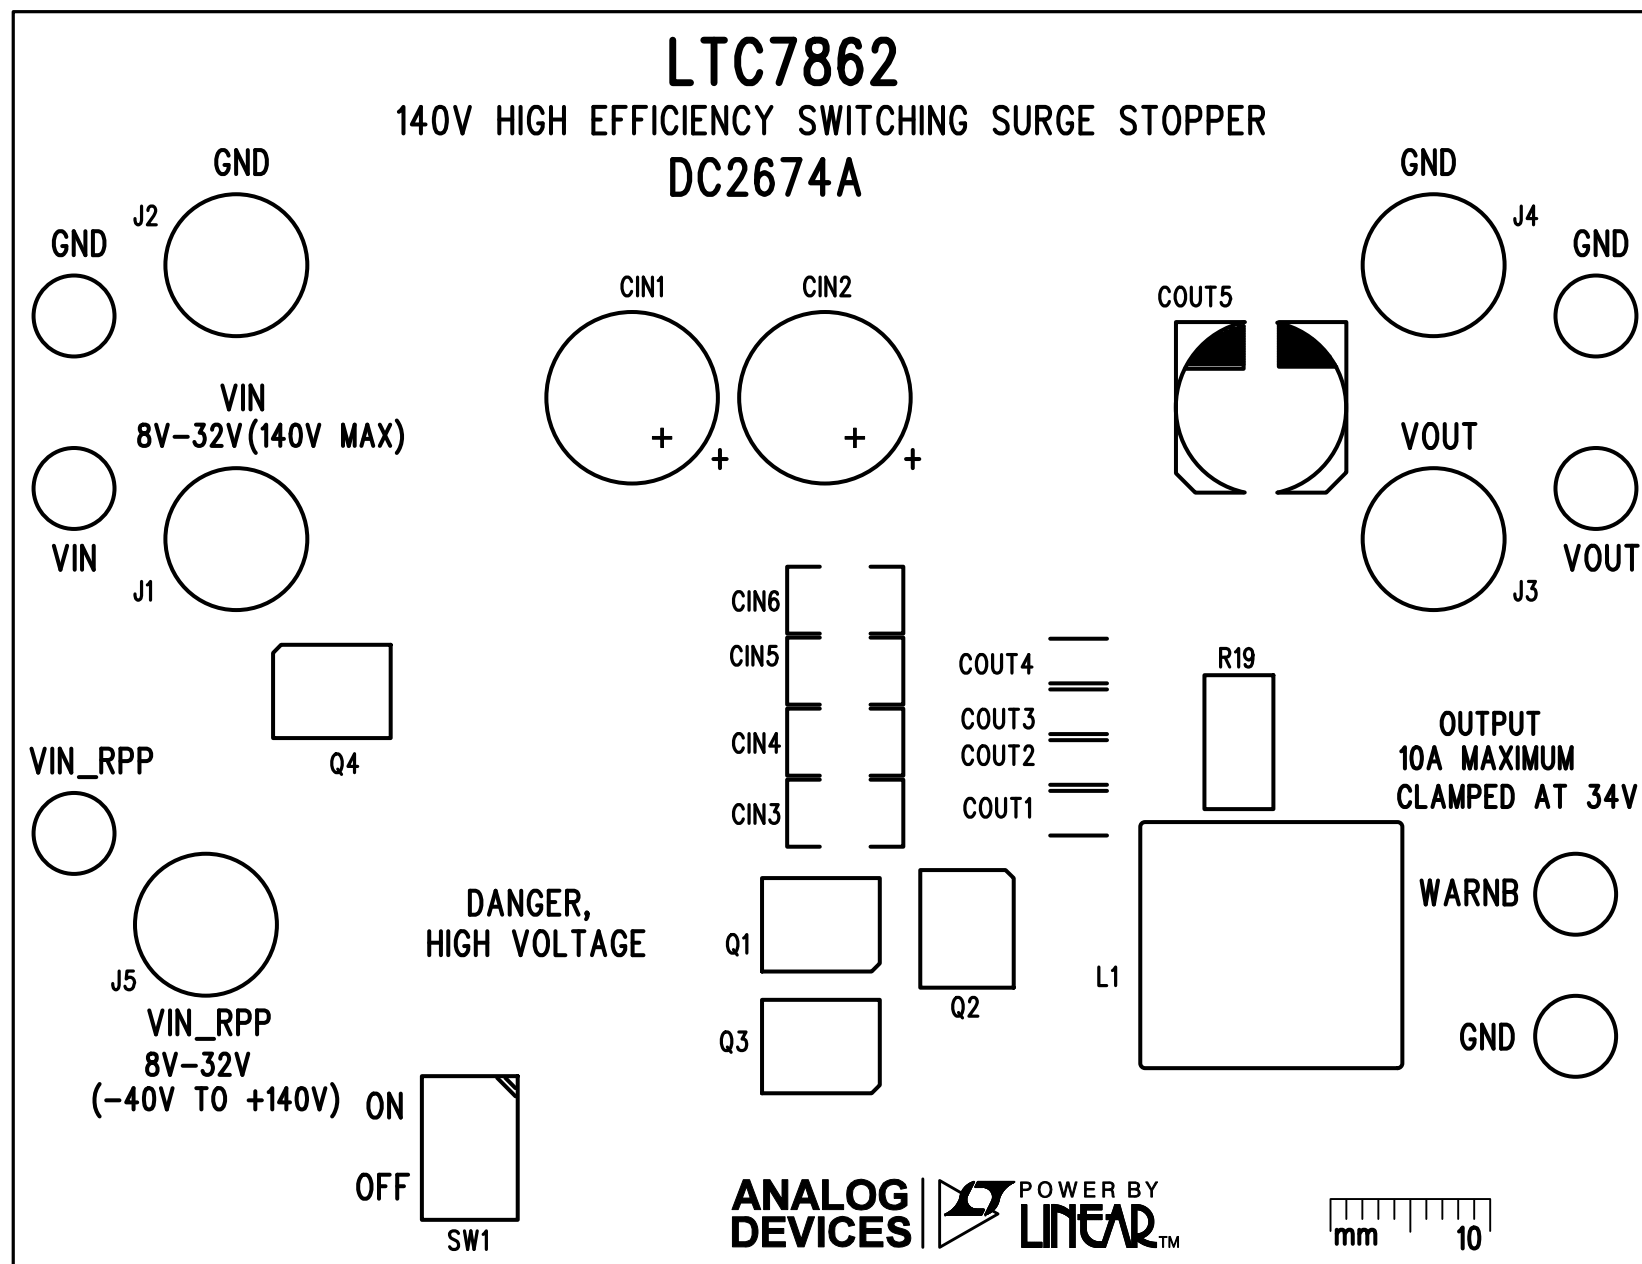 LTC7862
140V HIGH EFFICIENCY SWITCHING SURGE STOPPER
DC2674A
GND
GND
J2
J4
GND
GND
CIN1
CIN2
COUT5
VIN
8V-32V(140V MAX)
VOUT
+
+
+
+
VIN
VOUT
J1
J3
CIN6
CIN5
COUT4
R19
COUT3
OUTPUT
10A MAXIMUM
CLAMPED AT 34V
CIN4
COUT2
Q4
VIN_RPP
CIN3
COUT1
DANGER,
HIGH VOLTAGE
WARNB
Q1
J5
L1
Q2
VIN_RPP
8V-32V
(-40V TO +140V)
Q3
GND
ON
OFF
SW1
ANALOG
DEVICES
POWER BY
LINEAR TM
mm 10